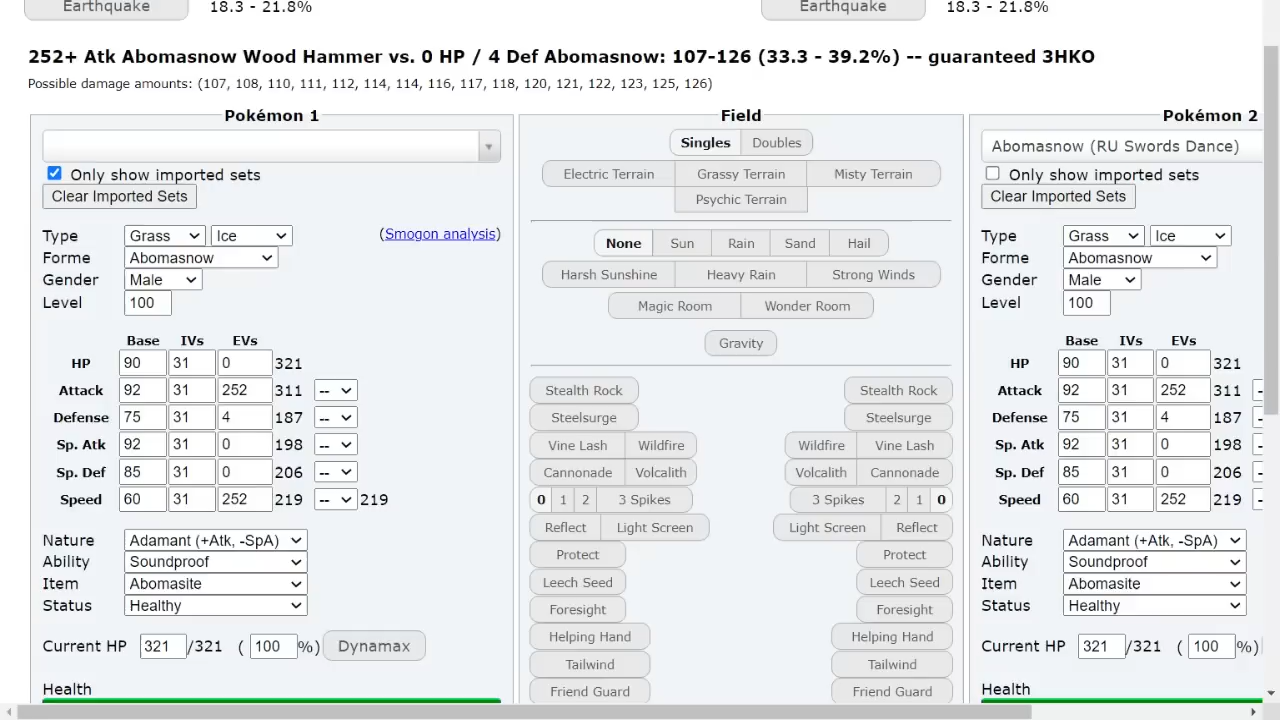 Earthquake 18.3 - 21.8% Earthquake 18.3 - 21.8%
252+ Atk Abomasnow Wood Hammer vs. 0 HP / 4 Def Abomasnow: 107-126 (33.3 - 39.2%) -- guaranteed 3HKO
Possible damage amounts: (107, 108, 110, 111, 112, 114, 114, 116, 117, 118, 120, 121, 122, 123, 125, 126)
Pokémon 1
Only show imported sets
Clear Imported Sets
Type Grass Ice (Smogon analysis)
Forme Abomasnow
Gender Male
Level 100
Base IVs EVs
HP 90 31 0 321
Attack 92 31 252 311 --
Defense 75 31 4 187 --
Sp. Atk 92 31 0 198 --
Sp. Def 85 31 0 206 --
Speed 60 31 252 219 -- 219
Nature Adamant (+Atk, -SpA)
Ability Soundproof
Item Abomasite
Status Healthy
Current HP 321 /321 ( 100 %) Dynamax
Health
Field
Singles Doubles
Electric Terrain Grassy Terrain Misty Terrain
Psychic Terrain
None Sun Rain Sand Hail
Harsh Sunshine Heavy Rain Strong Winds
Magic Room Wonder Room
Gravity
Stealth Rock Stealth Rock
Steelsurge Steelsurge
Vine Lash Wildfire Wildfire Vine Lash
Cannonade Volcalith Volcalith Cannonade
0 1 2 3 Spikes 3 Spikes 2 1 0
Reflect Light Screen Light Screen Reflect
Protect Protect
Leech Seed Leech Seed
Foresight Foresight
Helping Hand Helping Hand
Tailwind Tailwind
Friend Guard Friend Guard
Pokémon 2
Abomasnow (RU Swords Dance)
Only show imported sets
Clear Imported Sets
Type Grass Ice
Forme Abomasnow
Gender Male
Level 100
Base IVs EVs
HP 90 31 0 321
Attack 92 31 252 311 -
Defense 75 31 4 187 -
Sp. Atk 92 31 0 198 -
Sp. Def 85 31 0 206 -
Speed 60 31 252 219 -
Nature Adamant (+Atk, -SpA)
Ability Soundproof
Item Abomasite
Status Healthy
Current HP 321 /321 ( 100 %)
Health